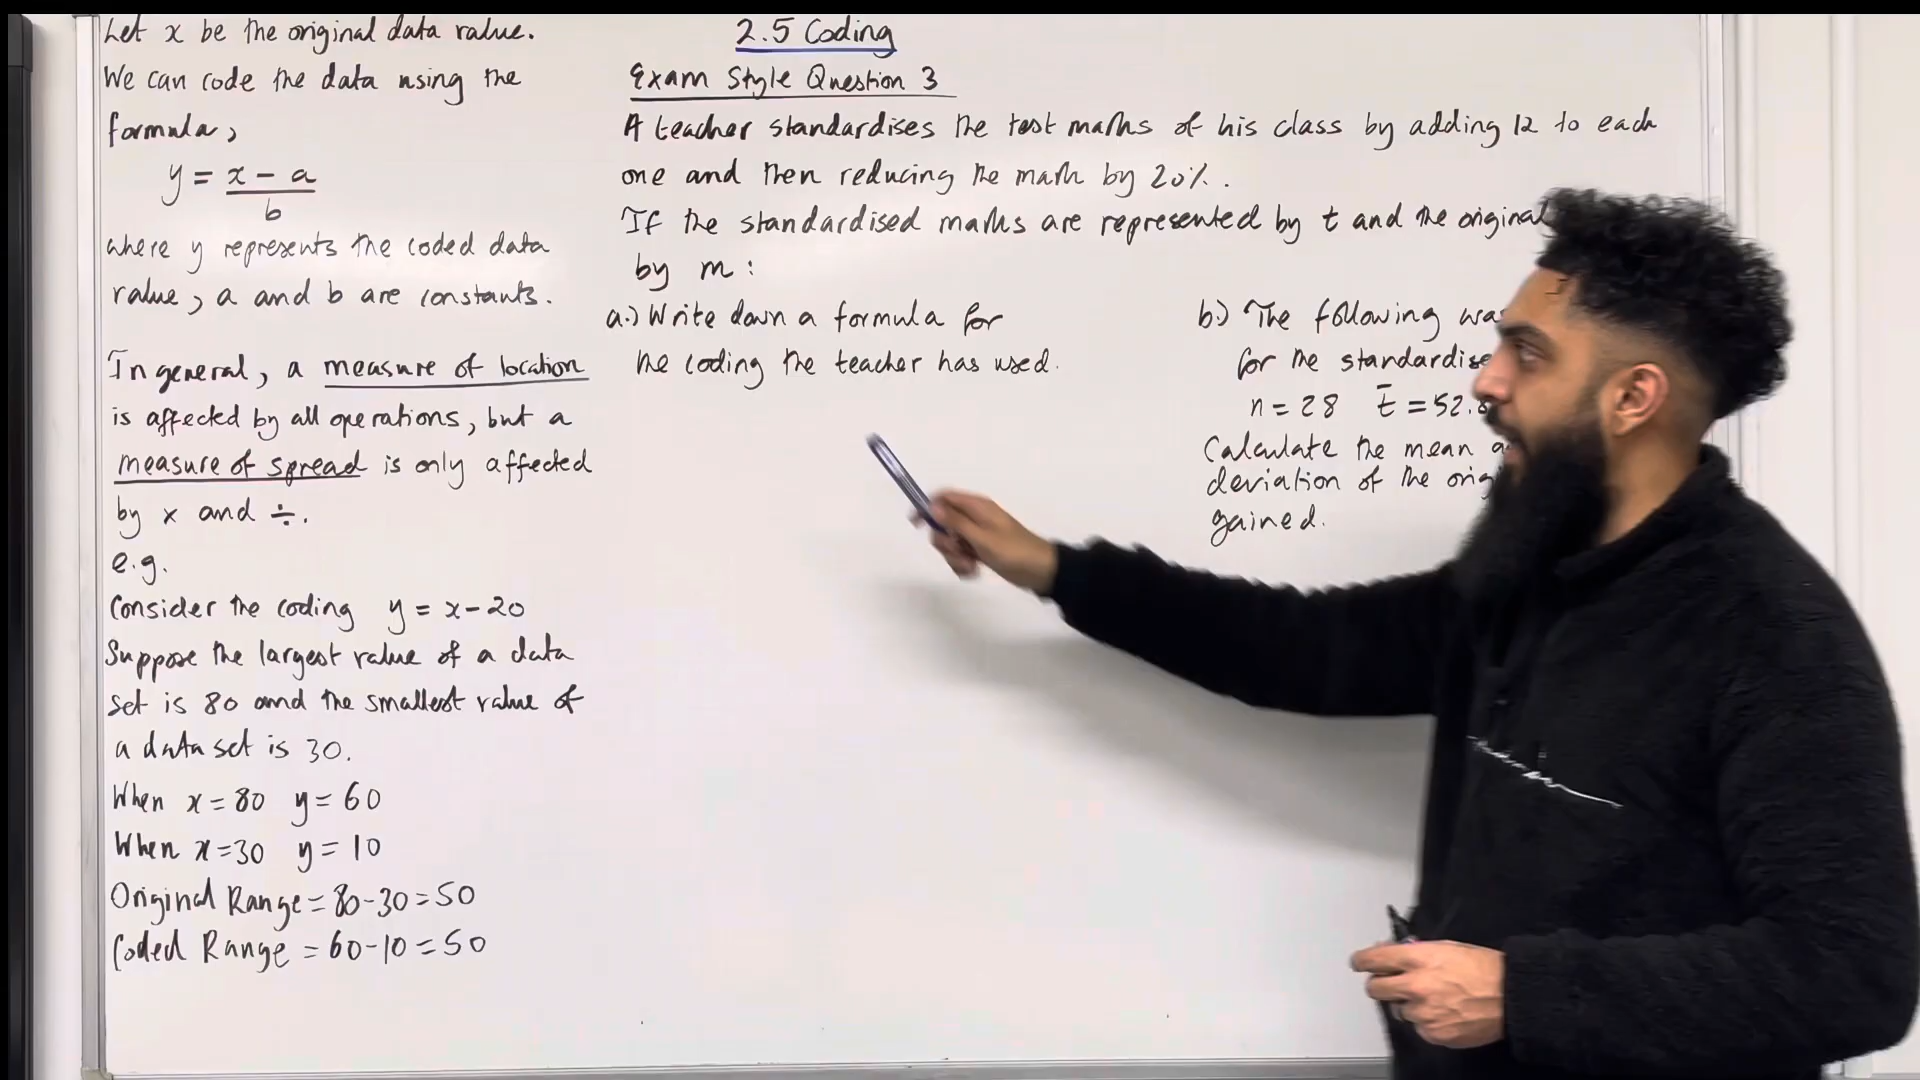 Let x be the original data value.
We can code the data using the
formula,
y = x - a
b
where y represents the coded data
value, a and b are constants.
In general, a measure of location
is affected by all operations, but a
measure of spread is only affected
by x and ÷.
e.g.
Consider the coding y = x-20
Suppose the largest value of a data
set is 80 and the smallest value of
a data set is 30.
When x = 80 y = 60
When x = 30 y = 10
Original Range = 80-30 = 50
Coded Range = 60-10 = 50
2.5 Coding
Exam Style Question 3
A teacher standardises the test marks of his class by adding 12 to each
one and then reducing the mark by 20%.
If the standardised marks are represented by t and the original
by m :
a.) Write down a formula for
the coding the teacher has used.
b.) The following
for the
n = 28 t̄ = 52.8
Calculate the mean
deviation of the
gained.